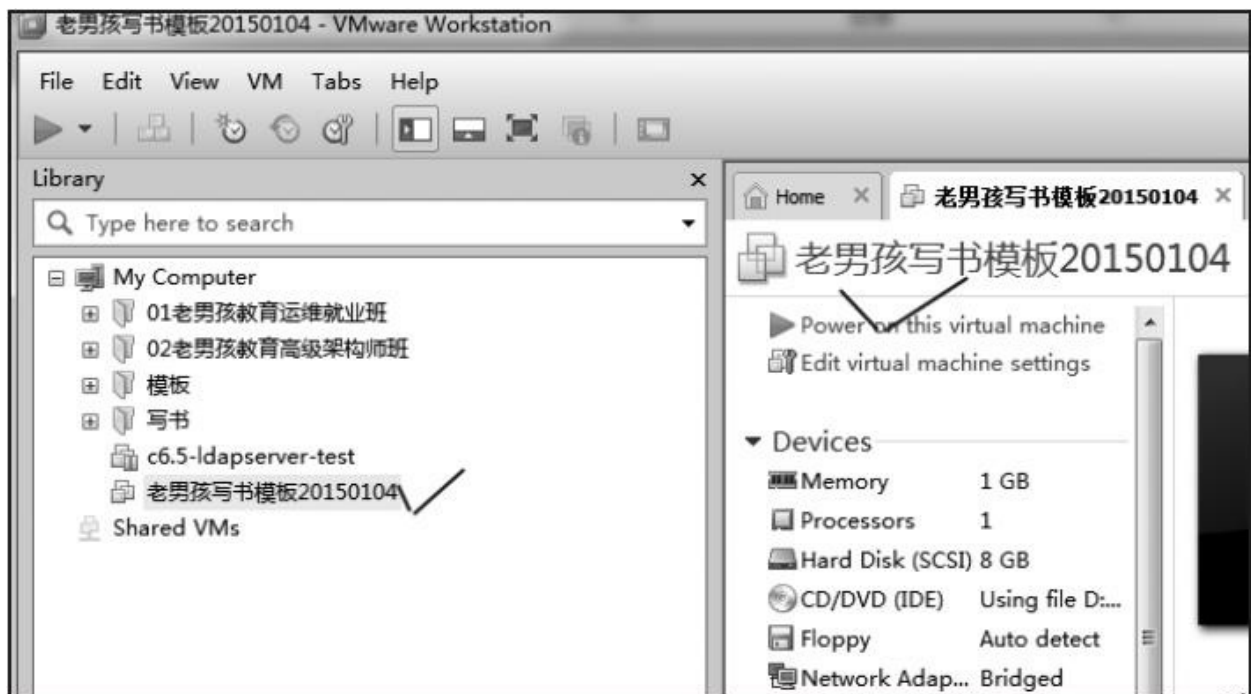 老男孩写书模板20150104 - VMware Workstation
File Edit View VM Tabs Help
Library
Type here to search
My Computer
01老男孩教育运维就业班
02老男孩教育高级架构师班
模板
写书
c6.5-ldapserver-test
老男孩写书模板20150104
Shared VMs
Home 老男孩写书模板20150104
老男孩写书模板20150104
Power on this virtual machine
Edit virtual machine settings
Devices
Memory 1 GB
Processors 1
Hard Disk (SCSI) 8 GB
CD/DVD (IDE) Using file D:...
Floppy Auto detect
Network Adap... Bridged